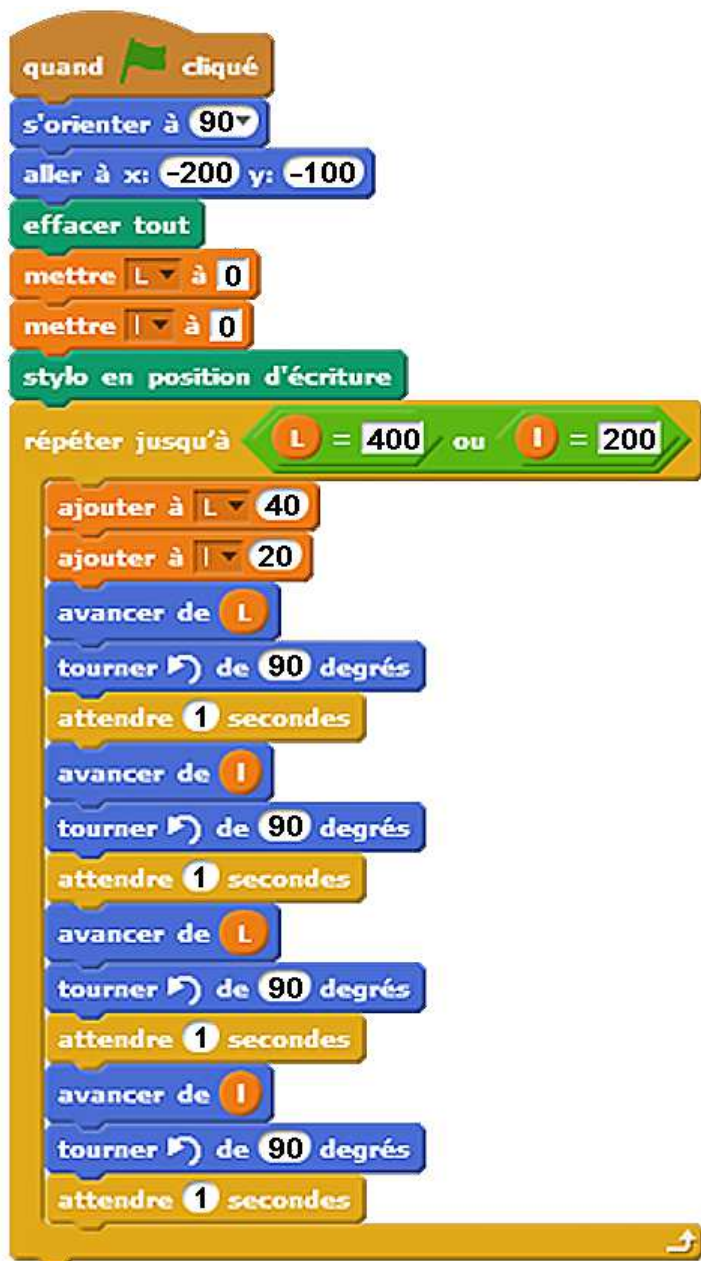 quand cliqué
s'orienter à 90
aller à x: -200 y: -100
effacer tout
mettre L à 0
mettre l à 0
stylo en position d'écriture
répéter jusqu'à L = 400 ou l = 200
ajouter à L 40
ajouter à l 20
avancer de L
tourner de 90 degrés
attendre 1 secondes
avancer de l
tourner de 90 degrés
attendre 1 secondes
avancer de L
tourner de 90 degrés
attendre 1 secondes
avancer de l
tourner de 90 degrés
attendre 1 secondes